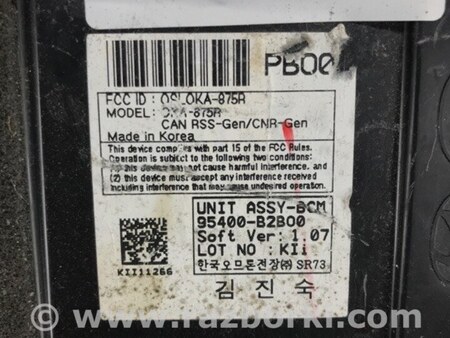 PB00
FCC ID : OSLOKA-875R
MODEL: OKA-875R
CAN RSS-Gen/CNR-Gen
Made in Korea
This device complies with part 15 of the FCC Rules.
Operation is subject to the following two conditions:
(1) this device may not cause harmful interference, and
(2) this device must accept any interference received
including interference that may cause undesired operation.
UNIT ASSY-BCM
95400-B2B00
Soft Ver: 1.07
LOT NO : KI1
한국오므론전장㈜ SR73
KII11266
김 진 숙
© www.razborki.com